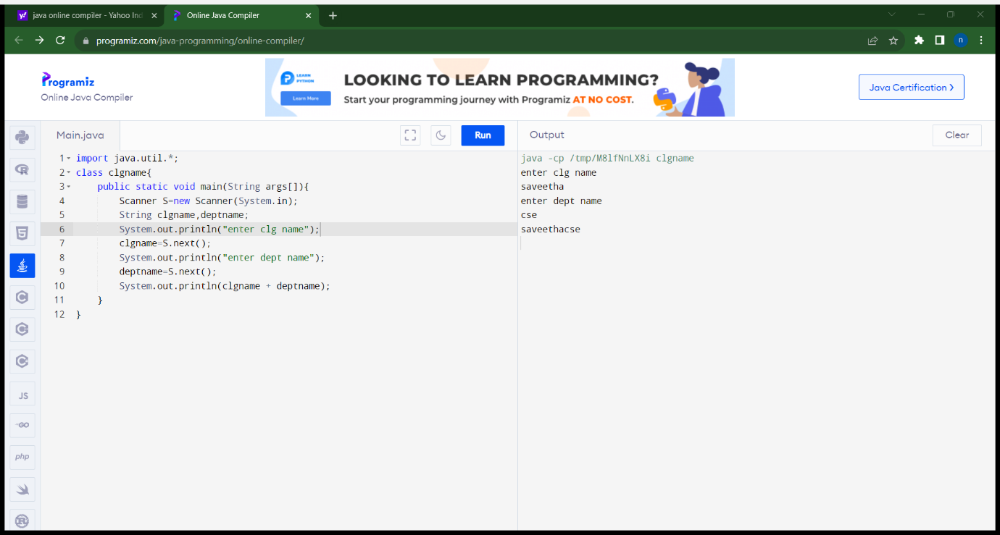 java online compiler - Yahoo Ind
Online Java Compiler
programiz.com/java-programming/online-compiler/
n
Programiz
Online Java Compiler
LEARN
PYTHON
Learn More
LOOKING TO LEARN PROGRAMMING?
Start your programming journey with Programiz AT NO COST.
Java Certification >
Main.java
Run
Output
Clear
1 import java.util.*;
2 class clgname{
3 public static void main(String args[]){
4 Scanner S=new Scanner(System.in);
5 String clgname,deptname;
6 System.out.println("enter clg name");
7 clgname=S.next();
8 System.out.println("enter dept name");
9 deptname=S.next();
10 System.out.println(clgname + deptname);
11 }
12 }
java -cp /tmp/M8lfNnLX8i clgname
enter clg name
saveetha
enter dept name
cse
saveethacse
JS
GO
php